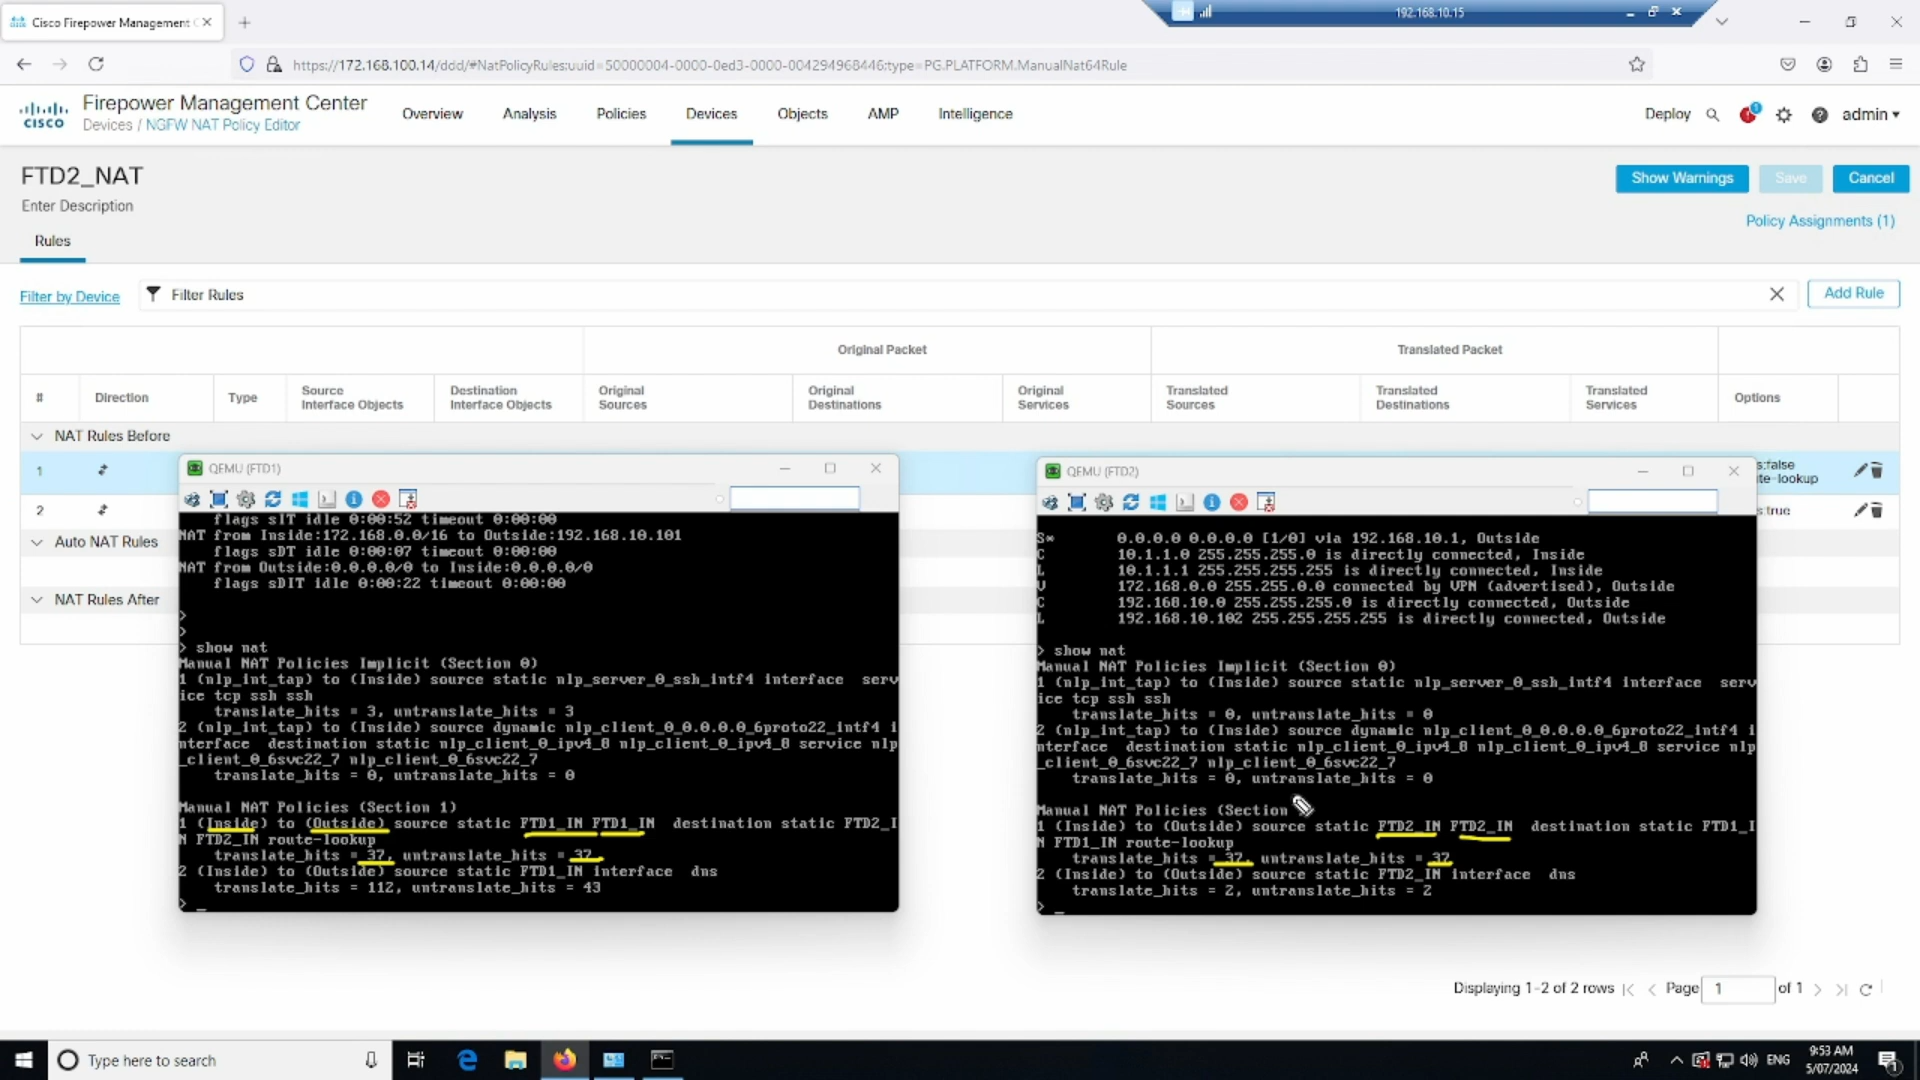 Cisco Firepower Management C
192.168.10.15
https://172.168.100.14/ddd/#NatPolicyRules:uuid=50000004-0000-0ed3-0000-004294968446;type=PG.PLATFORM.ManualNat64Rule
CISCO
Firepower Management Center
Devices / NGFW NAT Policy Editor
Overview
Analysis
Policies
Devices
Objects
AMP
Intelligence
Deploy
1
admin
FTD2_NAT
Enter Description
Show Warnings
Save
Cancel
Policy Assignments (1)
Rules
Filter by Device
Filter Rules
Add Rule
Original Packet
Translated Packet
#
Direction
Type
Source Interface Objects
Destination Interface Objects
Original Sources
Original Destinations
Original Services
Translated Sources
Translated Destinations
Translated Services
Options
NAT Rules Before
1
s:false
te-lookup
2
s:true
Auto NAT Rules
NAT Rules After
QEMU (FTD1)
flags sIT idle 0:00:52 timeout 0:00:00
NAT from Inside:172.168.0.0/16 to Outside:192.168.10.101
flags sDT idle 0:00:07 timeout 0:00:00
NAT from Outside:0.0.0.0/0 to Inside:0.0.0.0/0
flags sDIT idle 0:00:22 timeout 0:00:00
>
>
> show nat
Manual NAT Policies Implicit (Section 0)
1 (nlp_int_tap) to (Inside) source static nlp_server_0_ssh_intf4 interface  serv
ice tcp ssh ssh
translate_hits = 3, untranslate_hits = 3
2 (nlp_int_tap) to (Inside) source dynamic nlp_client_0_0.0.0.0_6proto22_intf4 i
nterface  destination static nlp_client_0_ipv4_8 nlp_client_0_ipv4_8 service nlp
_client_0_6svc22_7 nlp_client_0_6svc22_7
translate_hits = 0, untranslate_hits = 0
Manual NAT Policies (Section 1)
1 (Inside) to (Outside) source static FTD1_IN FTD1_IN  destination static FTD2_I
N FTD2_IN route-lookup
translate_hits = 37, untranslate_hits = 37
2 (Inside) to (Outside) source static FTD1_IN interface  dns
translate_hits = 112, untranslate_hits = 43
> _
QEMU (FTD2)
S* 0.0.0.0 0.0.0.0 [1/0] via 192.168.10.1, Outside
C 10.1.1.0 255.255.255.0 is directly connected, Inside
L 10.1.1.1 255.255.255.255 is directly connected, Inside
V 172.168.0.0 255.255.0.0 connected by VPN (advertised), Outside
C 192.168.10.0 255.255.255.0 is directly connected, Outside
L 192.168.10.102 255.255.255.255 is directly connected, Outside
> show nat
Manual NAT Policies Implicit (Section 0)
1 (nlp_int_tap) to (Inside) source static nlp_server_0_ssh_intf4 interface  serv
ice tcp ssh ssh
translate_hits = 0, untranslate_hits = 0
2 (nlp_int_tap) to (Inside) source dynamic nlp_client_0_0.0.0.0_6proto22_intf4 i
nterface  destination static nlp_client_0_ipv4_8 nlp_client_0_ipv4_8 service nlp
_client_0_6svc22_7 nlp_client_0_6svc22_7
translate_hits = 0, untranslate_hits = 0
Manual NAT Policies (Section
1 (Inside) to (Outside) source static FTD2_IN FTD2_IN  destination static FTD1_I
N FTD1_IN route-lookup
translate_hits = 37, untranslate_hits = 37
2 (Inside) to (Outside) source static FTD2_IN interface  dns
translate_hits = 2, untranslate_hits = 2
> _
Displaying 1-2 of 2 rows
Page 1 of 1
Type here to search
ENG
9:53 AM
5/07/2024
1